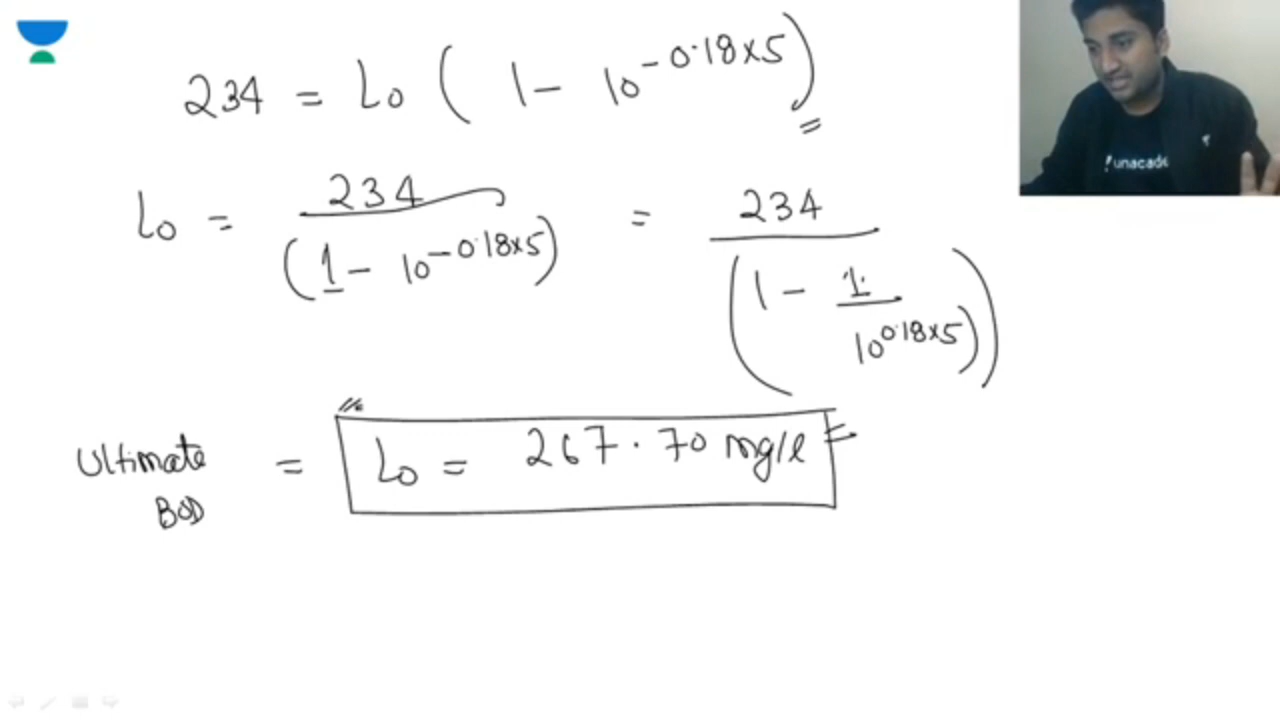 234 = L₀ ( 1 - 10^{-0.18×5} )
L₀ = 234 / (1 - 10^{-0.18×5}) = 234 / (1 - 1 / 10^{0.18×5})
Ultimate BOD = L₀ = 267.70 mg/l
unacade